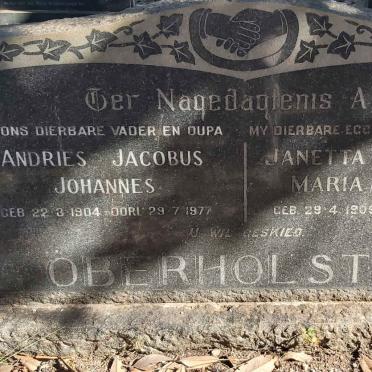 Ter Nagedagtenis A
ONS DIERBARE VADER EN OUPA
MY DIERBARE EGG
ANDRIES JACOBUS
JOHANNES
JANETTA
MARIA
GEB. 22-3-1904 - OORL. 29-7-1977
GEB. 29-4-1909
U WIL GESKIED.
OBERHOLST